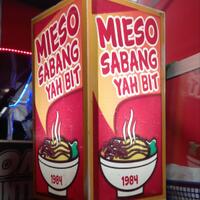 MIESO
SABANG
YAH BIT
1984
MIESO
SABANG
YAH BIT
1984